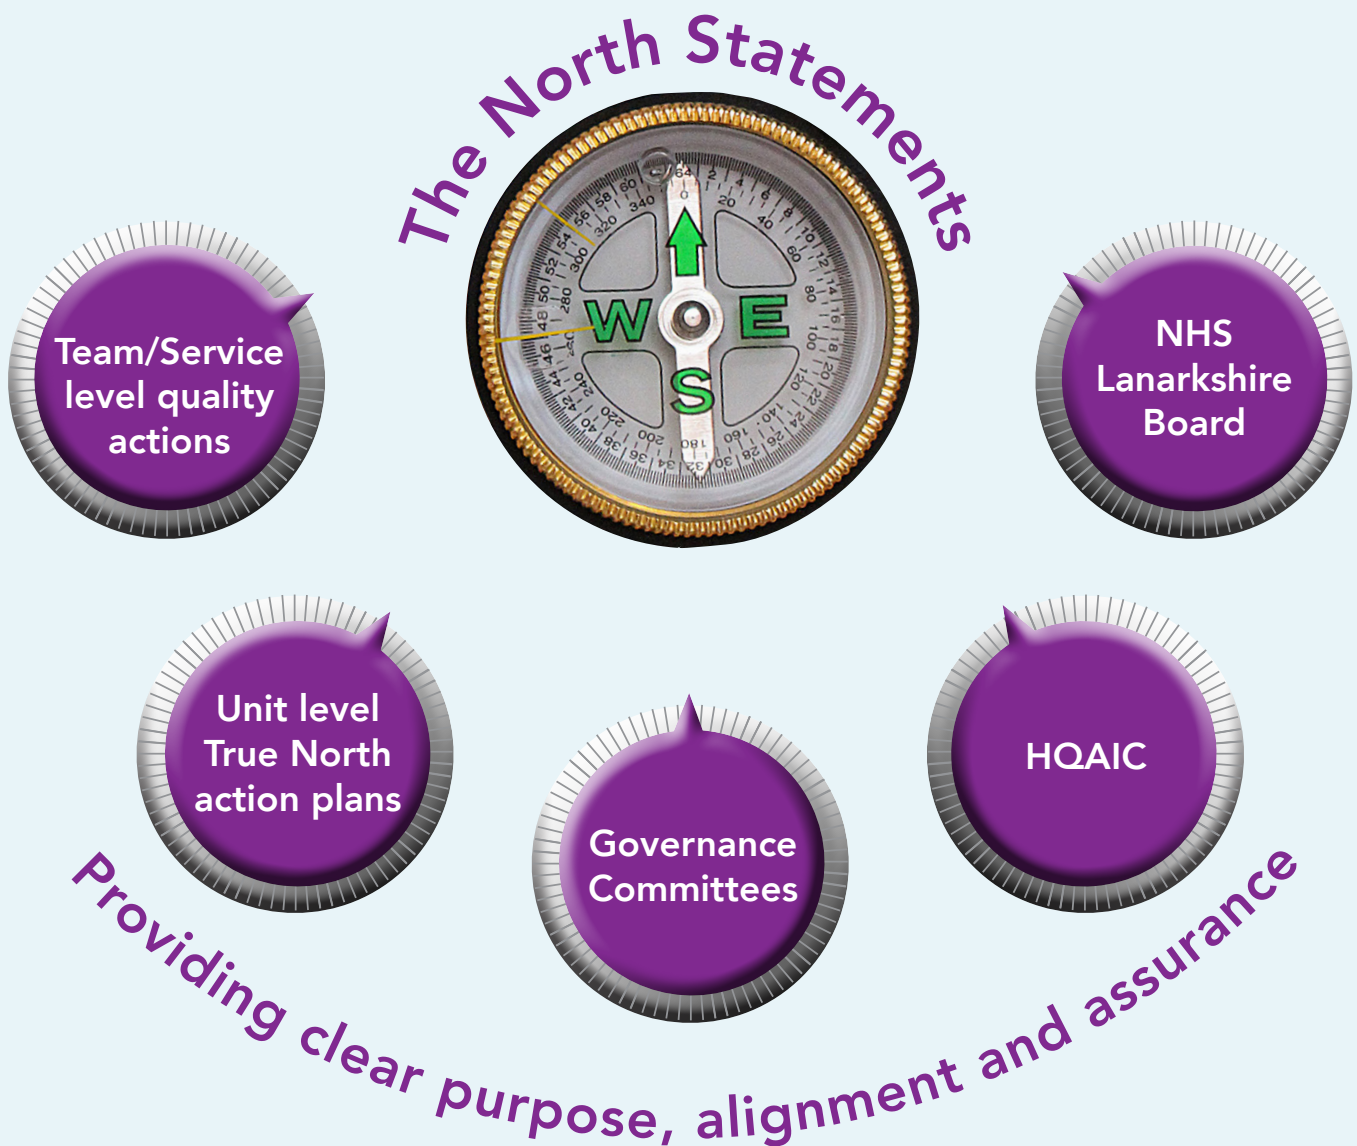 The North Statements
W E
S
Team/Service
level quality
actions
NHS
Lanarkshire
Board
Unit level
True North
action plans
Governance
Committees
HQAIC
Providing clear purpose, alignment and assurance